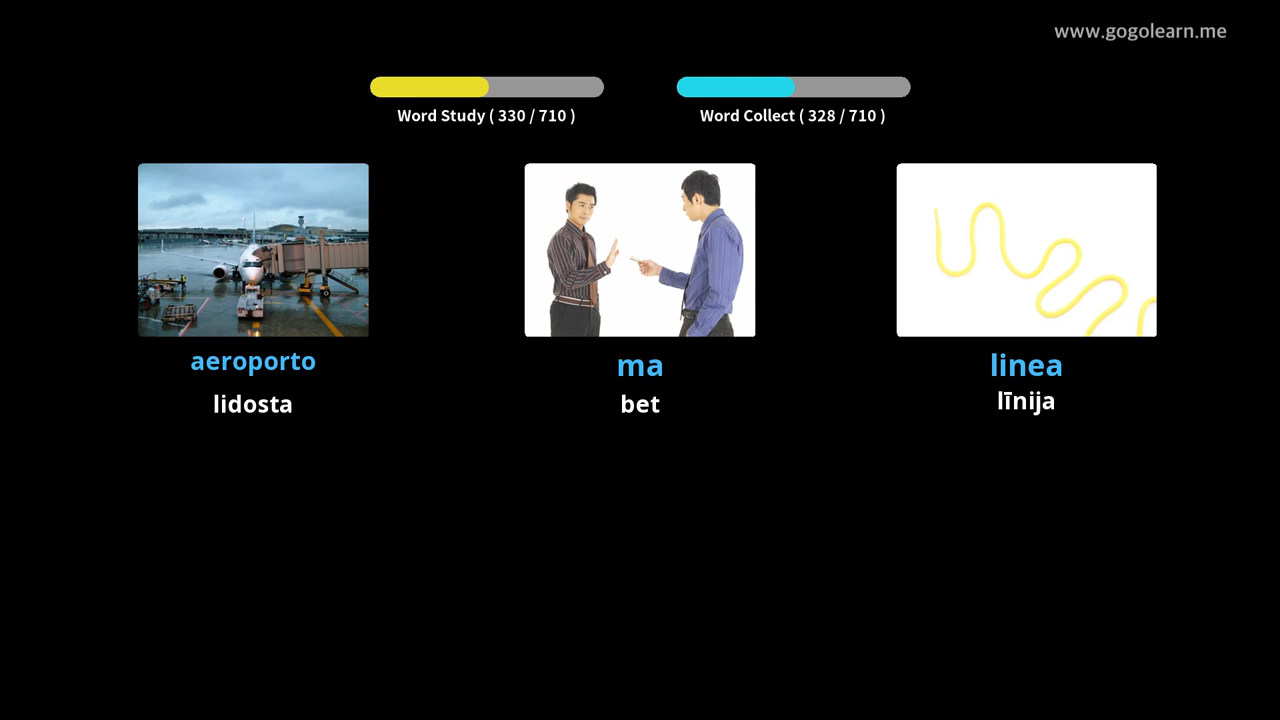 www.gogolearn.me
Word Study ( 330 / 710 )
Word Collect ( 328 / 710 )
aeroporto
lidosta
ma
bet
linea
līnija